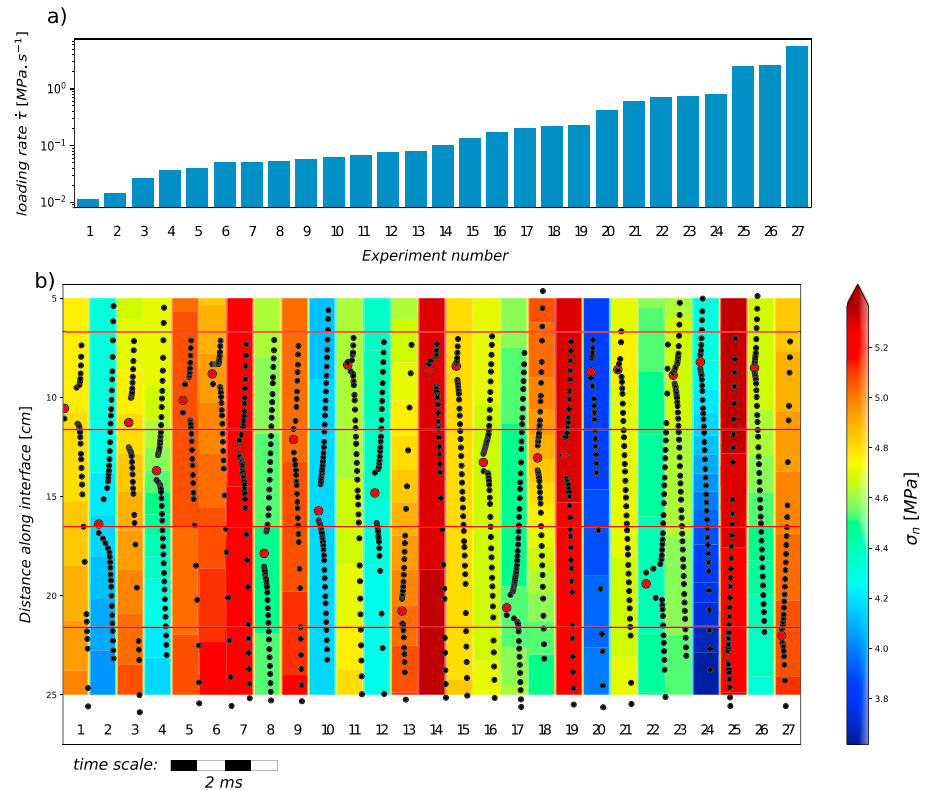 a)
loading rate τ̇ [MPa.s⁻¹]
10⁰
10⁻¹
10⁻²
1 2 3 4 5 6 7 8 9 10 11 12 13 14 15 16 17 18 19 20 21 22 23 24 25 26 27
Experiment number
b)
Distance along interface [cm]
5
10
15
20
25
1 2 3 4 5 6 7 8 9 10 11 12 13 14 15 16 17 18 19 20 21 22 23 24 25 26 27
time scale:
2 ms
5.2
5.0
4.8
4.6
4.4
4.2
4.0
3.8
σₙ [MPa]